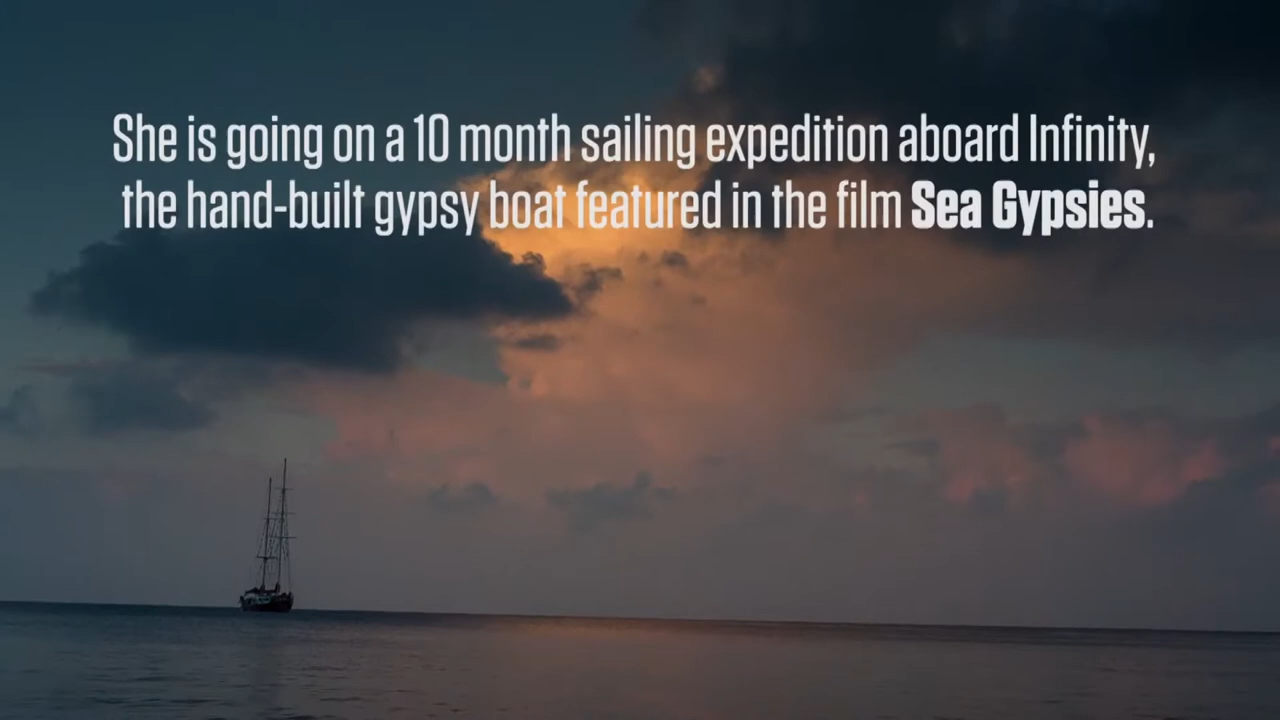 She is going on a 10 month sailing expedition aboard Infinity,
the hand-built gypsy boat featured in the film Sea Gypsies.